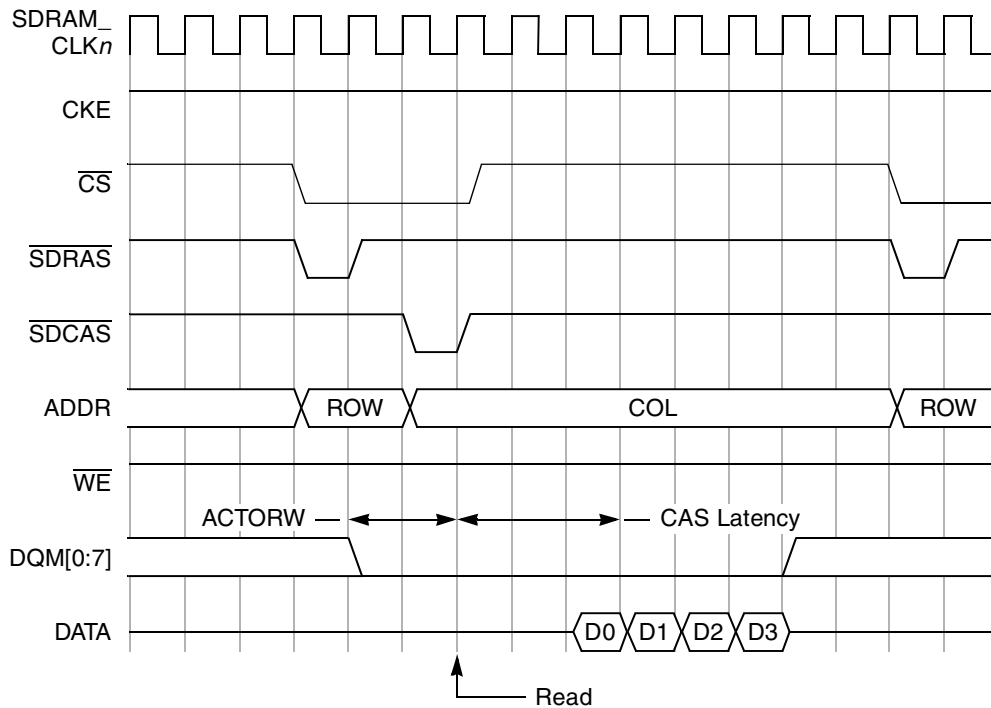 SDRAM_
CLKn
CKE
CS
SDRAS
SDCAS
ADDR
ROW
COL
ROW
WE
ACTORW
CAS Latency
DQM[0:7]
DATA
D0
D1
D2
D3
Read